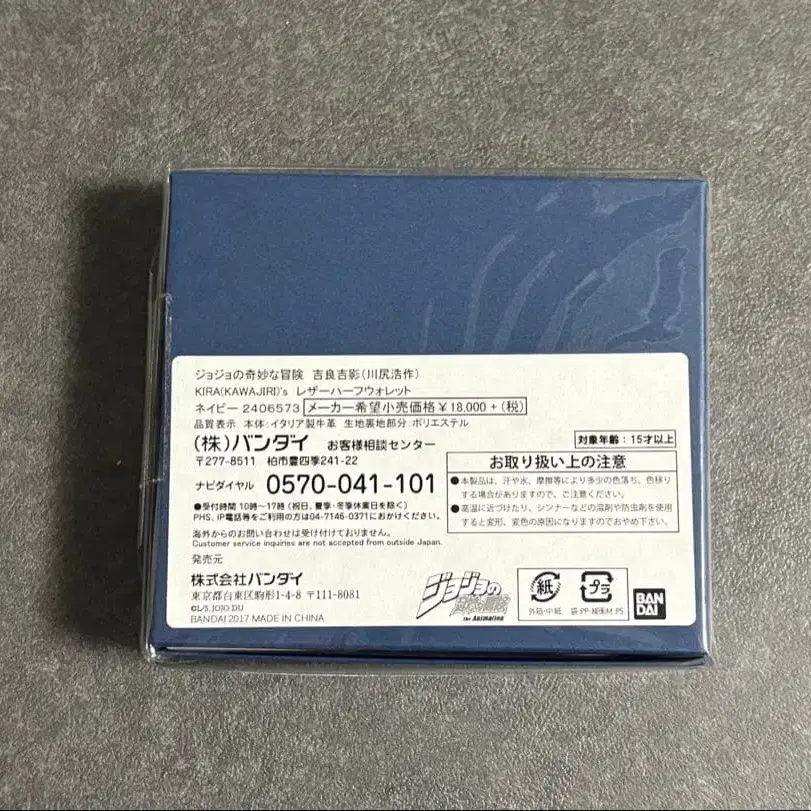 ジョジョの奇妙な冒険 吉良吉影(川尻浩作)
KIRA(KAWAJIRI)'s レザーハーフウォレット
ネイビー 2406573 メーカー希望小売価格¥18,000+(税)
品質表示 本体:イタリア製牛革 生地裏地部分:ポリエステル
(株)バンダイ お客様相談センター
〒277-8511 柏市豊四季241-22
ナビダイヤル 0570-041-101
●受付時間 10時〜17時(祝日、夏季・冬季休業日を除く)
PHS、IP電話等をご利用の方は04-7146-0371におかけください。
海外からのお問い合わせは受け付けておりません。
Customer service inquiries are not accepted from outside Japan.
発売元
株式会社バンダイ
東京都台東区駒形1-4-8 〒111-8081
©L/S,JOJO DU
BANDAI 2017 MADE IN CHINA
対象年齢:15才以上
お取り扱い上の注意
●本製品は、汗や水、摩擦等により多少の色落ち、色移り
する場合がありますので、ご注意ください。
●高温に近づけたり、シンナーなどの溶剤や防虫剤を使用
すると変形、変色の原因になりますのでおやめ下さい。
ジョジョの
奇妙な冒険
The Animation
紙
外箱・中紙
プラ
袋:PP・緩衝材:PS
BAN
DAI